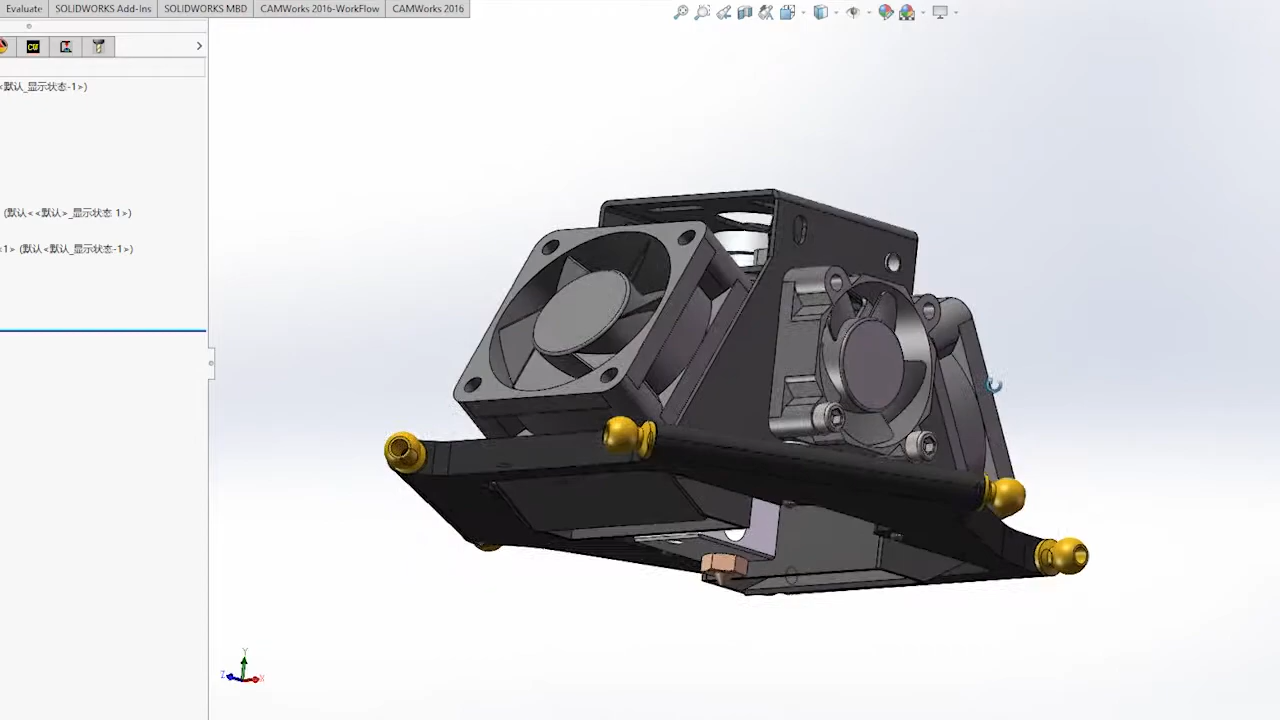 Evaluate SOLIDWORKS Add-Ins SOLIDWORKS MBD CAMWorks 2016-WorkFlow CAMWorks 2016
<默认_显示状态-1>)
(默认<<默认>_显示状态 1>)
<1> (默认<默认_显示状态-1>)
Y
Z X